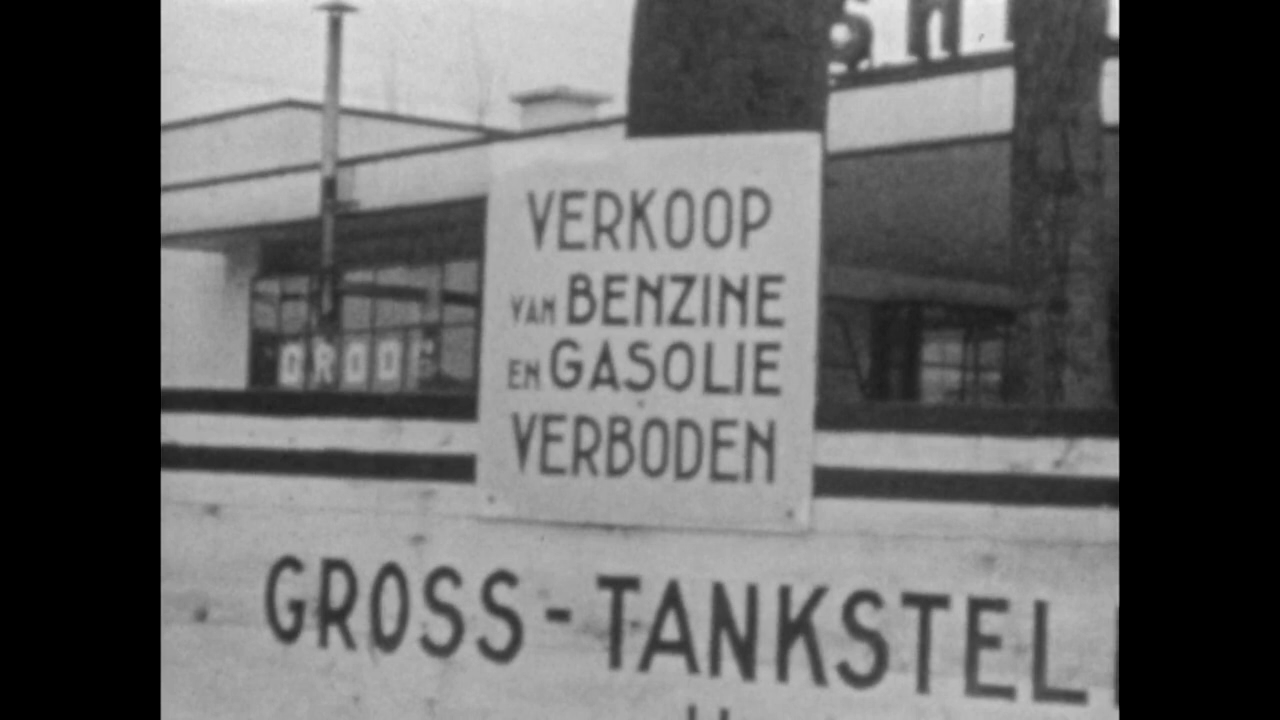 VERKOOP
VAN BENZINE
EN GASOLIE
VERBODEN
GROSS-TANKSTEL